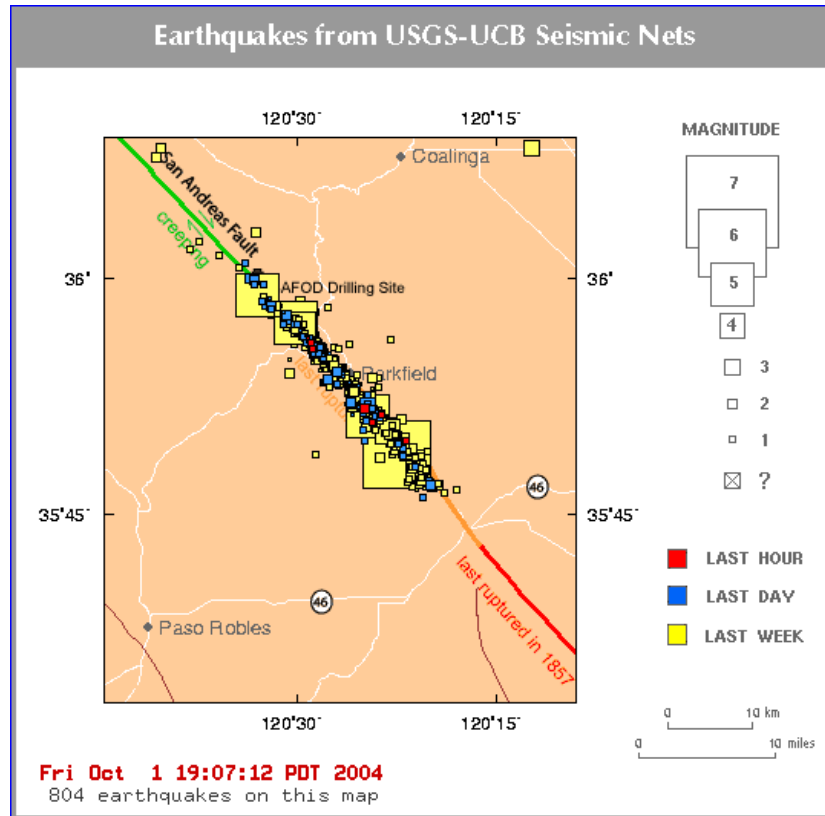 Earthquakes from USGS-UCB Seismic Nets
120˚30'
120˚15'
MAGNITUDE
7
6
5
4
3
2
1
?
Coalinga
San Andreas Fault
creeping
36˚
AFOD Drilling Site
Parkfield
last
46
35˚45'
46
last ruptured in 1857
Paso Robles
LAST HOUR
LAST DAY
LAST WEEK
120˚30'
120˚15'
0
10 km
0
10 miles
Fri Oct 1 19:07:12 PDT 2004
804 earthquakes on this map